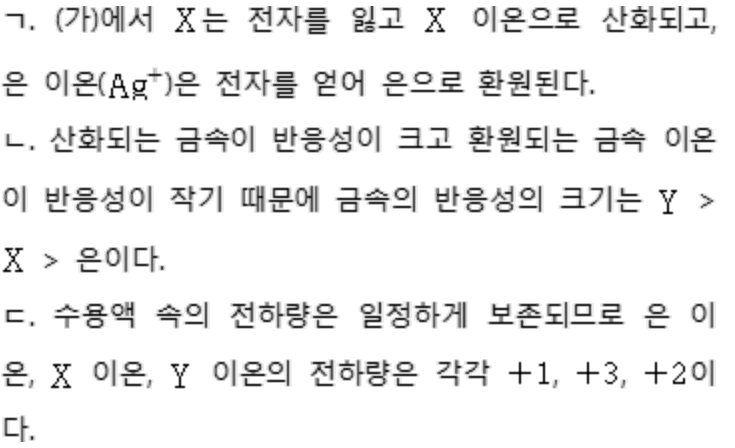 ㄱ. (가)에서 X는 전자를 잃고 X 이온으로 산화되고,
은 이온(Ag⁺)은 전자를 얻어 은으로 환원된다.
ㄴ. 산화되는 금속이 반응성이 크고 환원되는 금속 이온
이 반응성이 작기 때문에 금속의 반응성의 크기는 Y >
X > 은이다.
ㄷ. 수용액 속의 전하량은 일정하게 보존되므로 은 이
온, X 이온, Y 이온의 전하량은 각각 +1, +3, +2이
다.